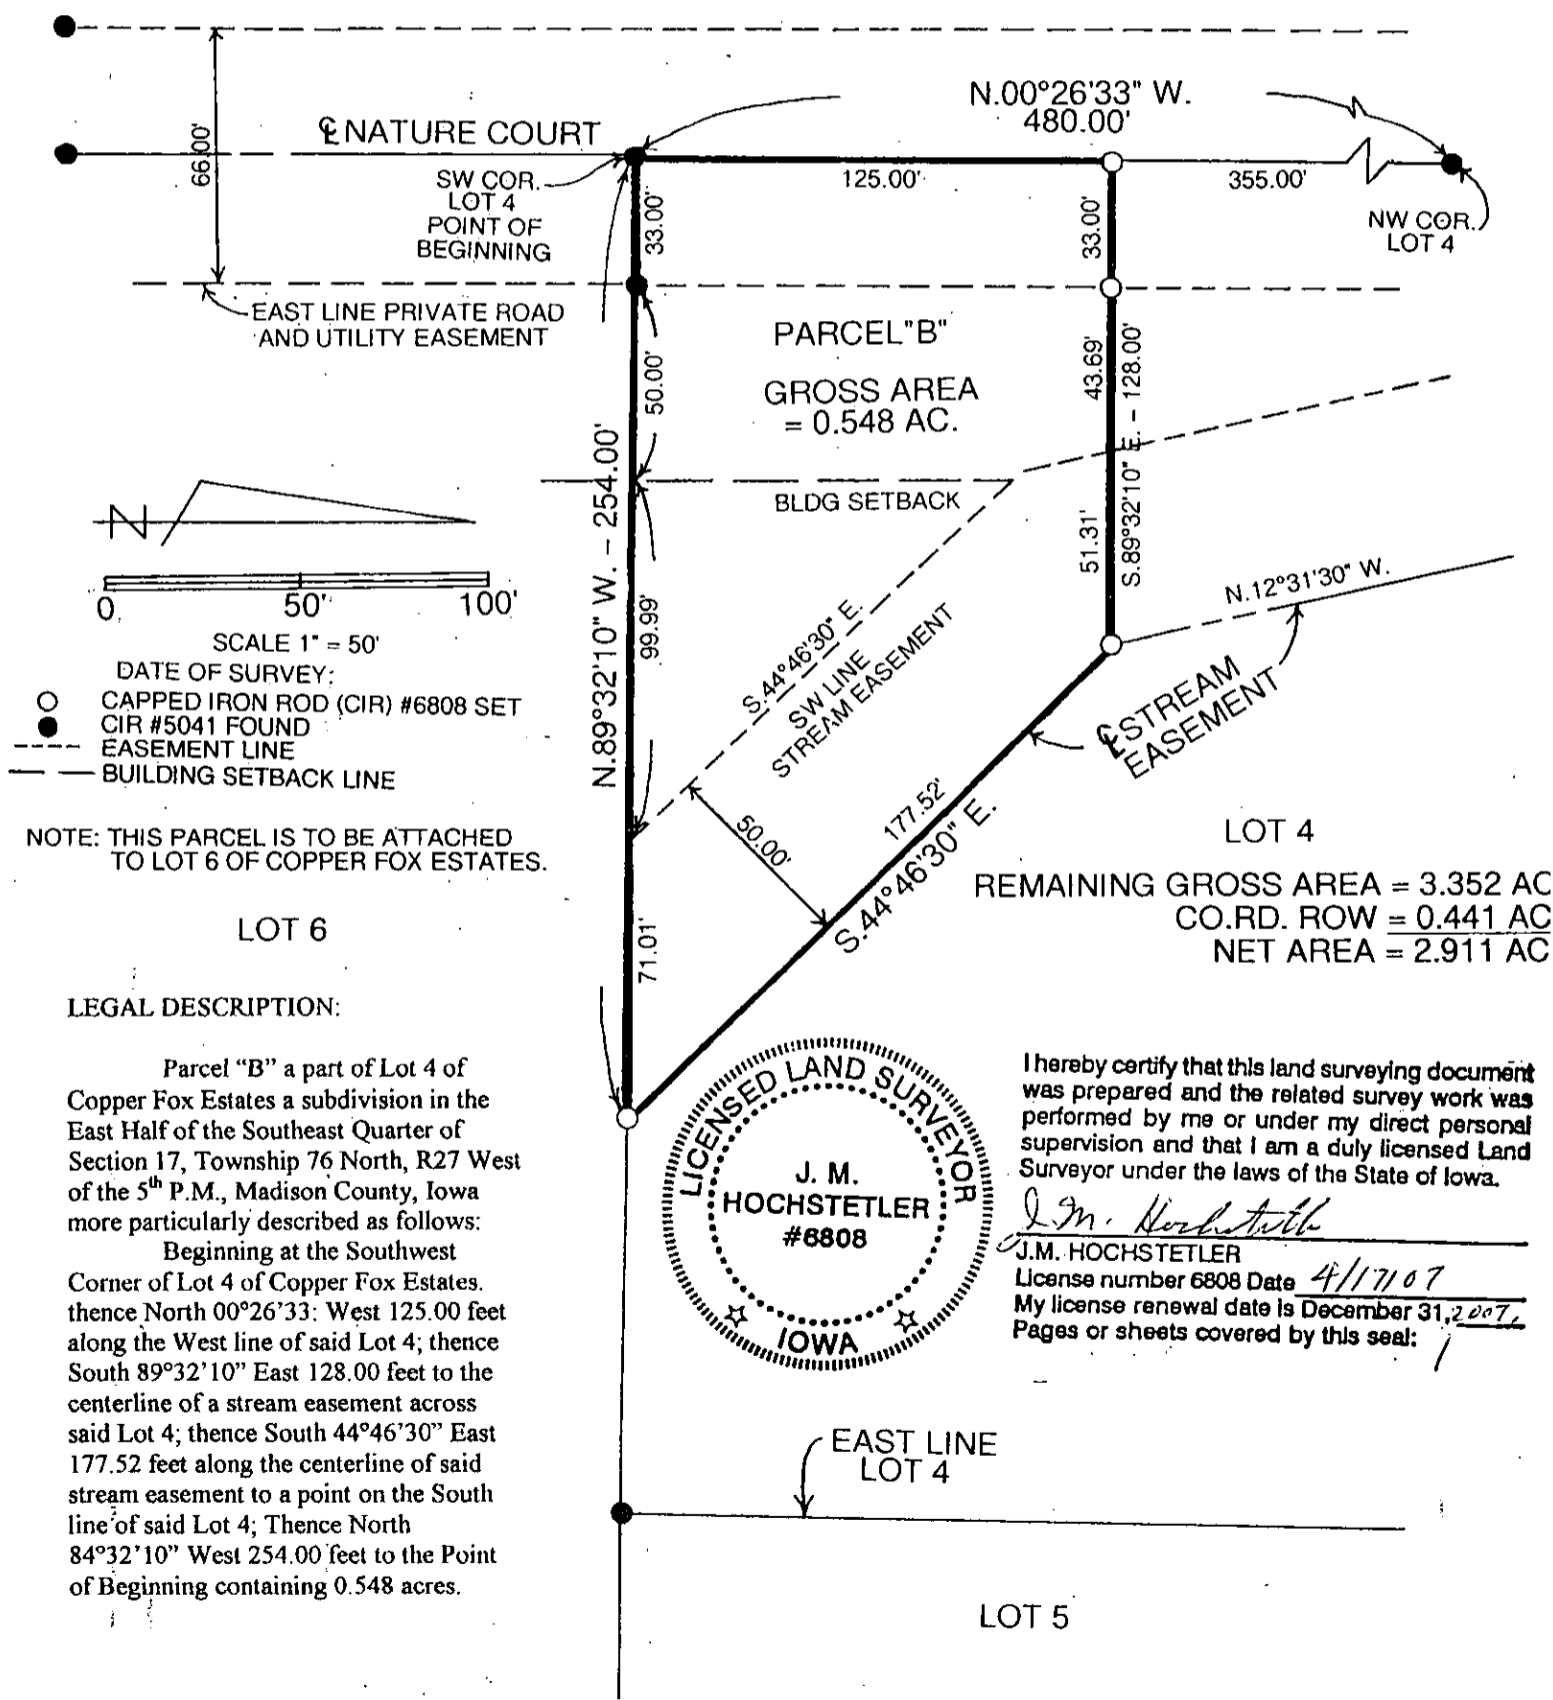 N.00°26'33" W.
480.00'
66.00'
℄ NATURE COURT
SW COR.
LOT 4
POINT OF
BEGINNING
125.00'
355.00'
NW COR.
LOT 4
33.00'
33.00'
EAST LINE PRIVATE ROAD
AND UTILITY EASEMENT
PARCEL "B"
GROSS AREA
= 0.548 AC.
50.00'
43.69'
S.89°32'10" E. - 128.00'
BLDG SETBACK
N.89°32'10" W. - 254.00'
99.99'
51.31'
N
0
50'
100'
SCALE 1" = 50'
DATE OF SURVEY:
CAPPED IRON ROD (CIR) #6808 SET
CIR #5041 FOUND
EASEMENT LINE
BUILDING SETBACK LINE
S.44°46'30" E.
SW LINE
STREAM EASEMENT
N.12°31'30" W.
℄ STREAM
EASEMENT
50.00'
177.52'
S.44°46'30" E.
NOTE: THIS PARCEL IS TO BE ATTACHED
TO LOT 6 OF COPPER FOX ESTATES.
LOT 4
REMAINING GROSS AREA = 3.352 AC
CO.RD. ROW = 0.441 AC
NET AREA = 2.911 AC
LOT 6
71.01'
LEGAL DESCRIPTION:
Parcel “B” a part of Lot 4 of
Copper Fox Estates a subdivision in the
East Half of the Southeast Quarter of
Section 17, Township 76 North, R27 West
of the 5th P.M., Madison County, Iowa
more particularly described as follows:
Beginning at the Southwest
Corner of Lot 4 of Copper Fox Estates.
thence North 00°26’33: West 125.00 feet
along the West line of said Lot 4; thence
South 89°32’10” East 128.00 feet to the
centerline of a stream easement across
said Lot 4; thence South 44°46’30” East
177.52 feet along the centerline of said
stream easement to a point on the South
line of said Lot 4; Thence North
84°32’10” West 254.00 feet to the Point
of Beginning containing 0.548 acres.
LICENSED LAND SURVEYOR
J. M.
HOCHSTETLER
#6808
IOWA
I hereby certify that this land surveying document
was prepared and the related survey work was
performed by me or under my direct personal
supervision and that I am a duly licensed Land
Surveyor under the laws of the State of Iowa.
J.M. Hochstetler
J.M. HOCHSTETLER
License number 6808 Date 4/17/07
My license renewal date is December 31, 2007.
Pages or sheets covered by this seal:
1
EAST LINE
LOT 4
LOT 5